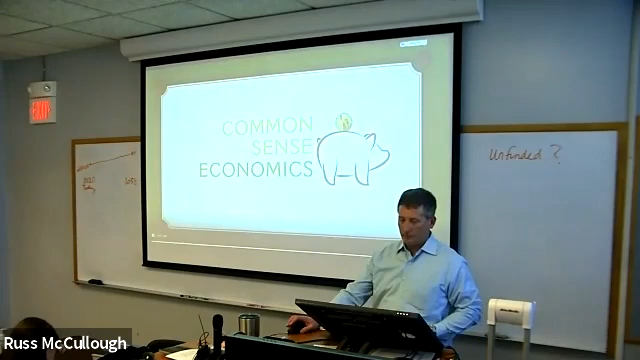 COMMON
SENSE
ECONOMICS
EXIT
Unfunded ?
Russ McCullough